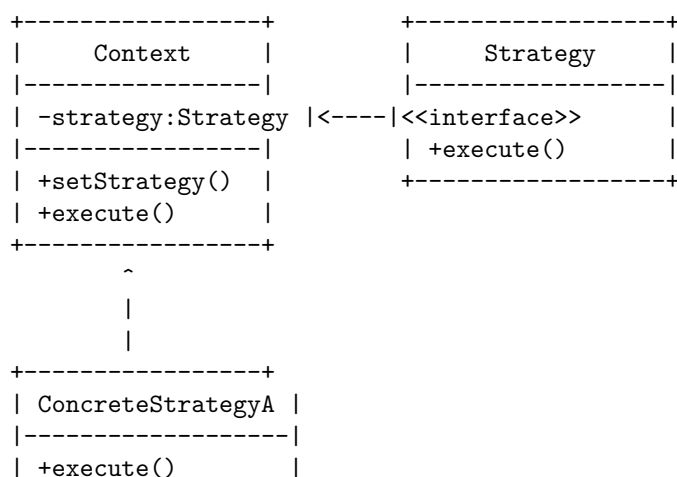 +-----------------+ +------------------+
| Context | | Strategy |
|-----------------| |------------------|
| -strategy:Strategy |<----|<<interface>> |
|-----------------| | +execute() |
| +setStrategy() | +------------------+
| +execute() |
+-----------------+
^
|
|
+-----------------+
| ConcreteStrategyA |
|-------------------|
| +execute() |